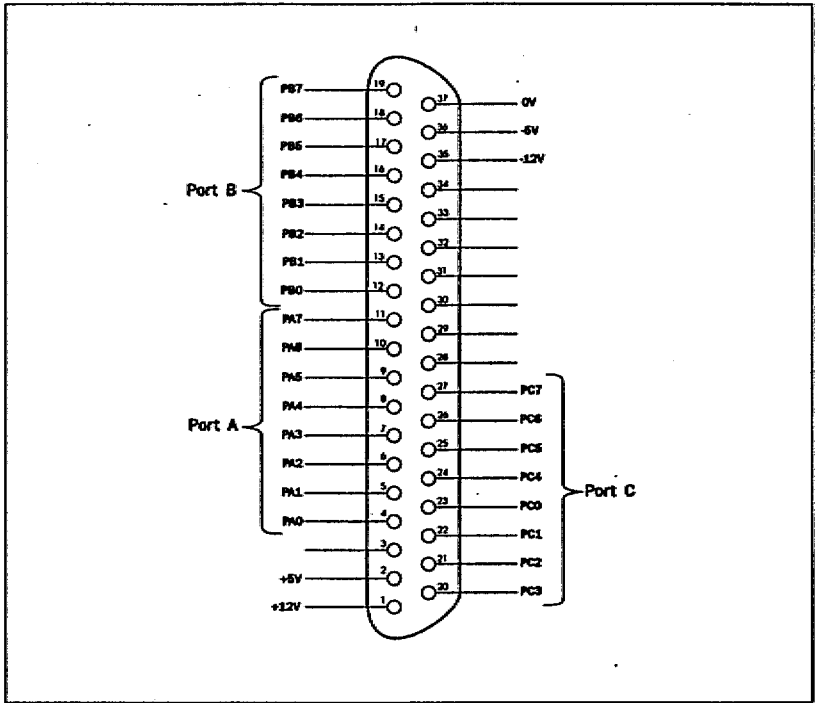 Port B
PB7 19
PB6 18
PB5 17
PB4 16
PB3 15
PB2 14
PB1 13
PB0 12
Port A
PA7 11
PA6 10
PA5 9
PA4 8
PA3 7
PA2 6
PA1 5
PA0 4
3
+5V 2
+12V 1
37 0V
36 -5V
35 -12V
34
33
32
31
30
29
28
27 PC7
26 PC6
25 PC5
24 PC4
23 PC0
22 PC1
21 PC2
20 PC3
Port C